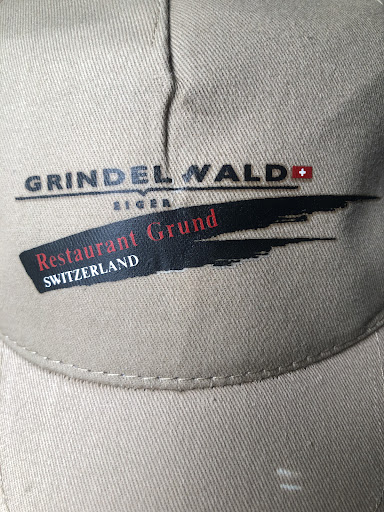 GRINDELWALD
EIGER
Restaurant Grund
SWITZERLAND